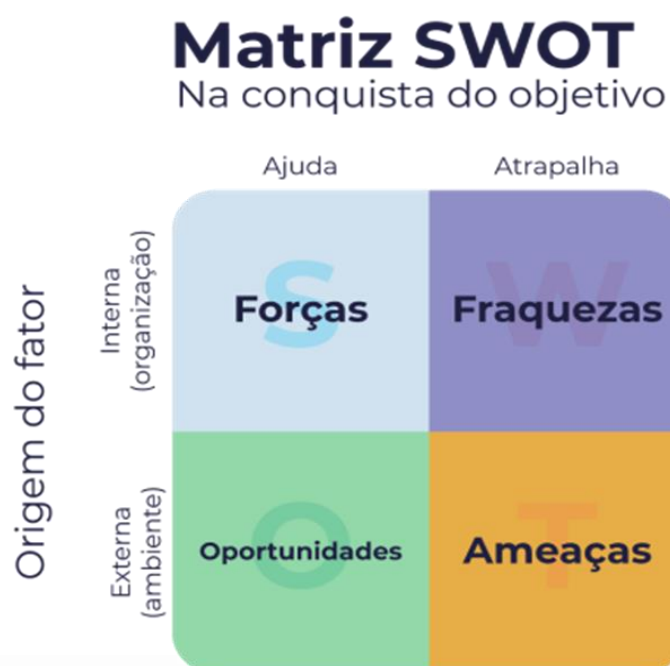 Matriz SWOT
Na conquista do objetivo
Ajuda
Atrapalha
Origem do fator
Interna
(organização)
S
Forças
W
Fraquezas
Externa
(ambiente)
O
Oportunidades
T
Ameaças